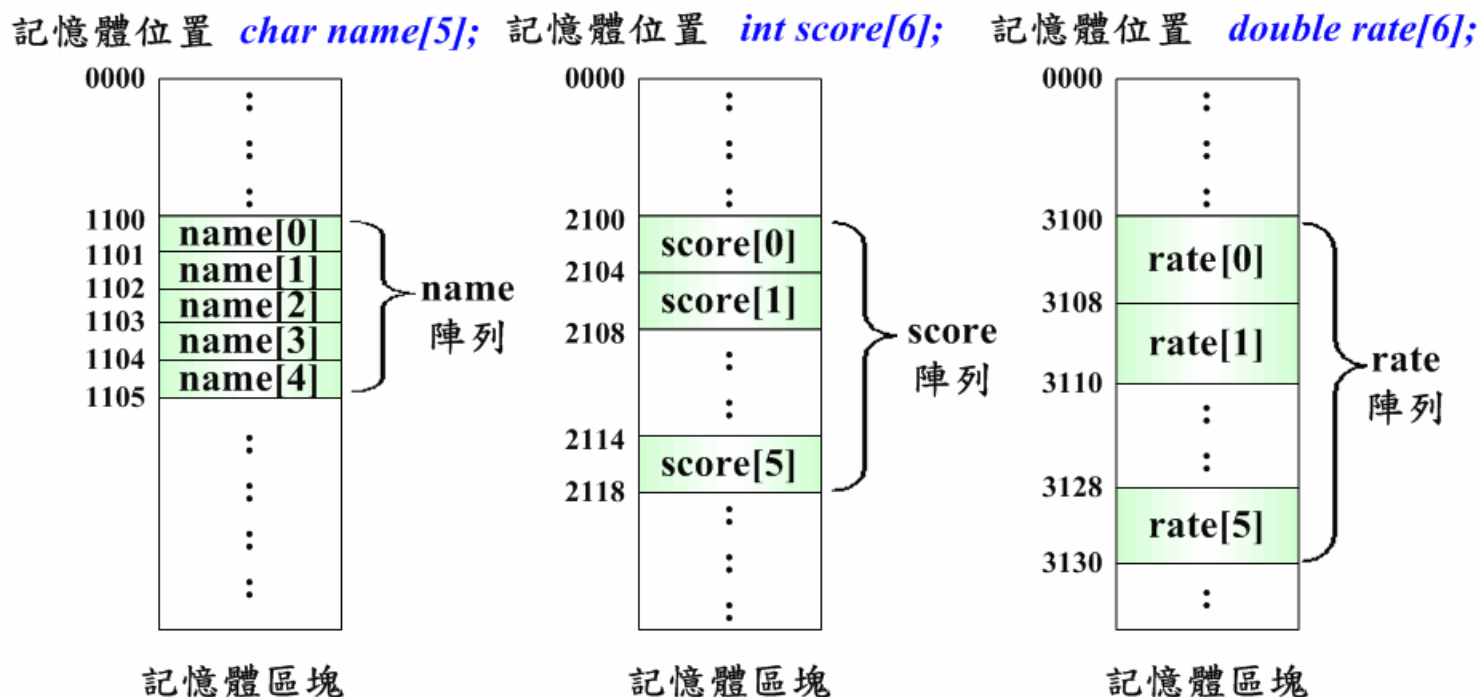 記憶體位置 char name[5];
0000
1100
name[0]
1101
name[1]
1102
name[2]
1103
name[3]
1104
name[4]
1105
name
陣列
記憶體區塊
記憶體位置 int score[6];
0000
2100
score[0]
2104
score[1]
2108
2114
score[5]
2118
score
陣列
記憶體區塊
記憶體位置 double rate[6];
0000
3100
rate[0]
3108
rate[1]
3110
3128
rate[5]
3130
rate
陣列
記憶體區塊